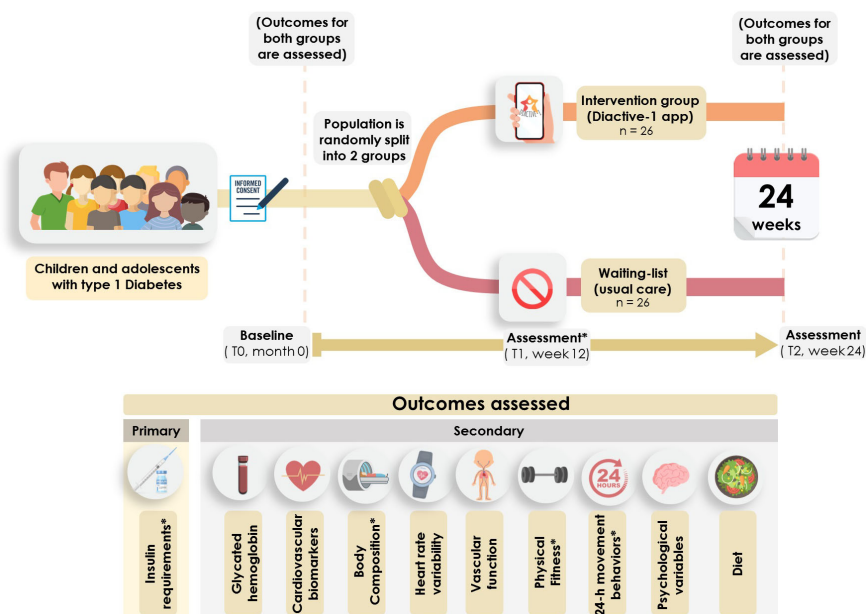 (Outcomes for
both groups
are assessed)
(Outcomes for
both groups
are assessed)
Population is
randomly split
into 2 groups
Intervention group
(Diactive-1 app)
n = 26
INFORMED
CONSENT
24
weeks
Children and adolescents
with type 1 Diabetes
Waiting-list
(usual care)
n = 26
Baseline
( T0, month 0)
Assessment*
( T1, week 12)
Assessment
( T2, week 24)
Outcomes assessed
Primary
Secondary
24
HOURS
Insulin
requirements*
Glycated
hemoglobin
Cardiovascular
biomarkers
Body
Composition*
Heart rate
variability
Vascular
function
Physical
Fitness*
24-h movement
behaviors*
Psychological
variables
Diet